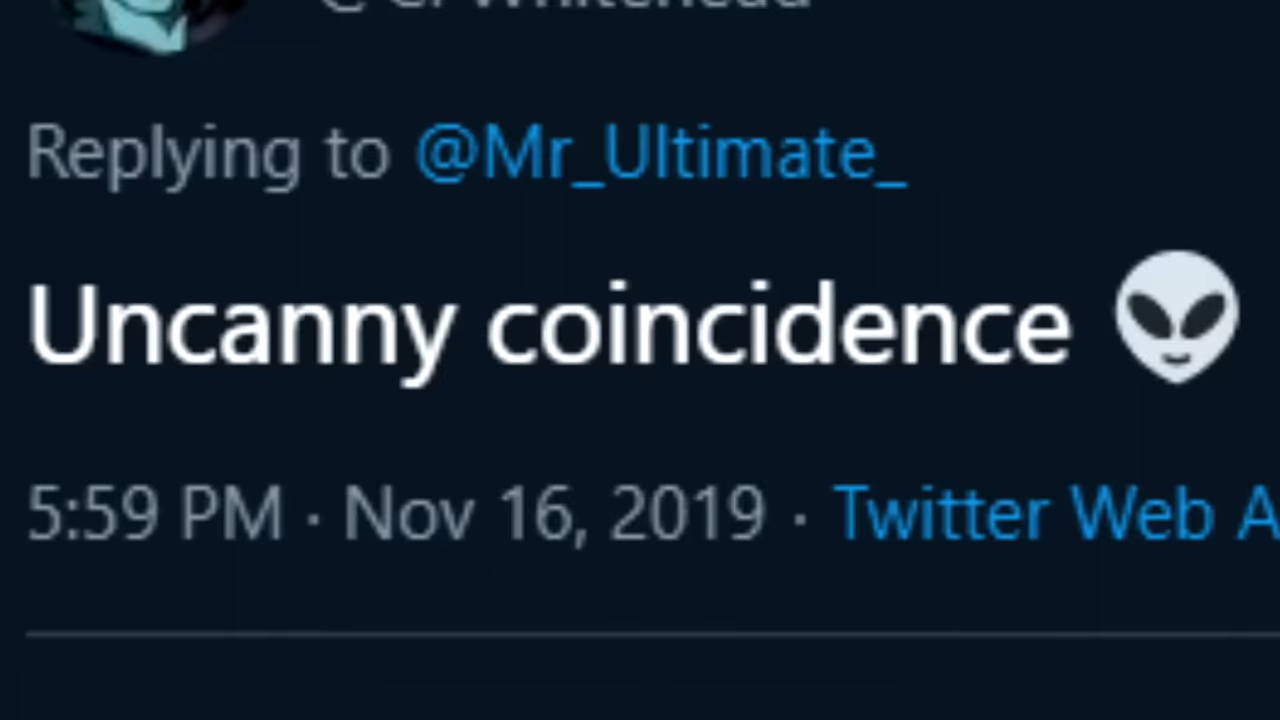 Replying to @Mr_Ultimate_
Uncanny coincidence 👽
5:59 PM · Nov 16, 2019 · Twitter Web A